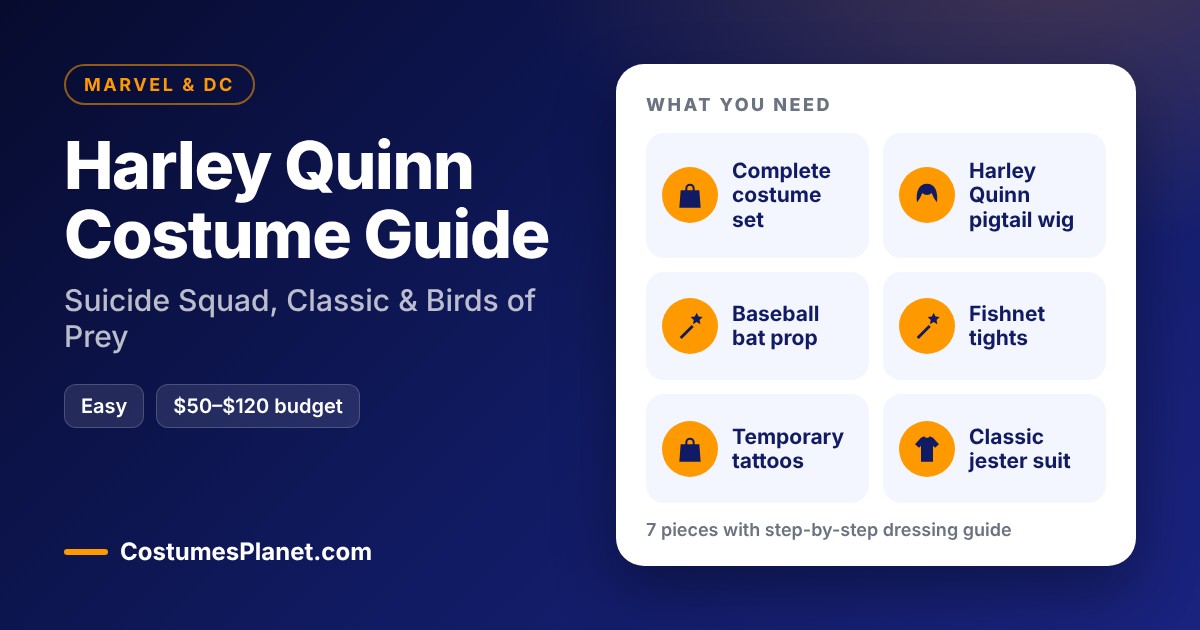 MARVEL & DC
Harley Quinn
Costume Guide
Suicide Squad, Classic & Birds of
Prey
Easy
$50–$120 budget
CostumesPlanet.com
WHAT YOU NEED
Complete
costume
set
Harley
Quinn
pigtail wig
Baseball
bat prop
Fishnet
tights
Temporary
tattoos
Classic
jester suit
7 pieces with step-by-step dressing guide